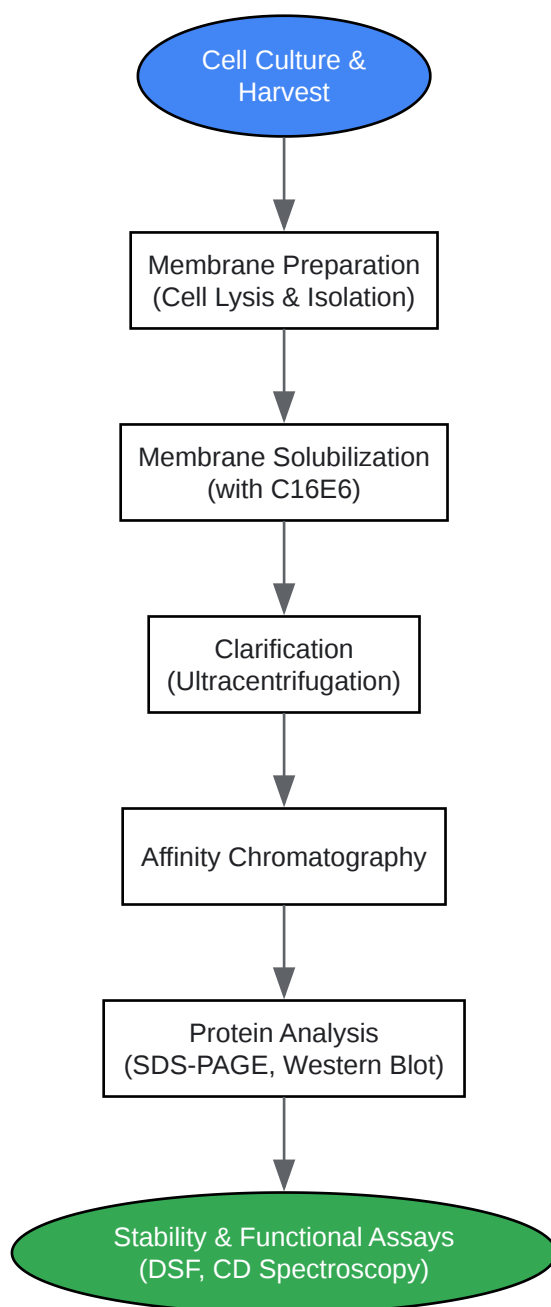 Cell Culture &
Harvest
Membrane Preparation
(Cell Lysis & Isolation)
Membrane Solubilization
(with C16E6)
Clarification
(Ultracentrifugation)
Affinity Chromatography
Protein Analysis
(SDS-PAGE, Western Blot)
Stability & Functional Assays
(DSF, CD Spectroscopy)